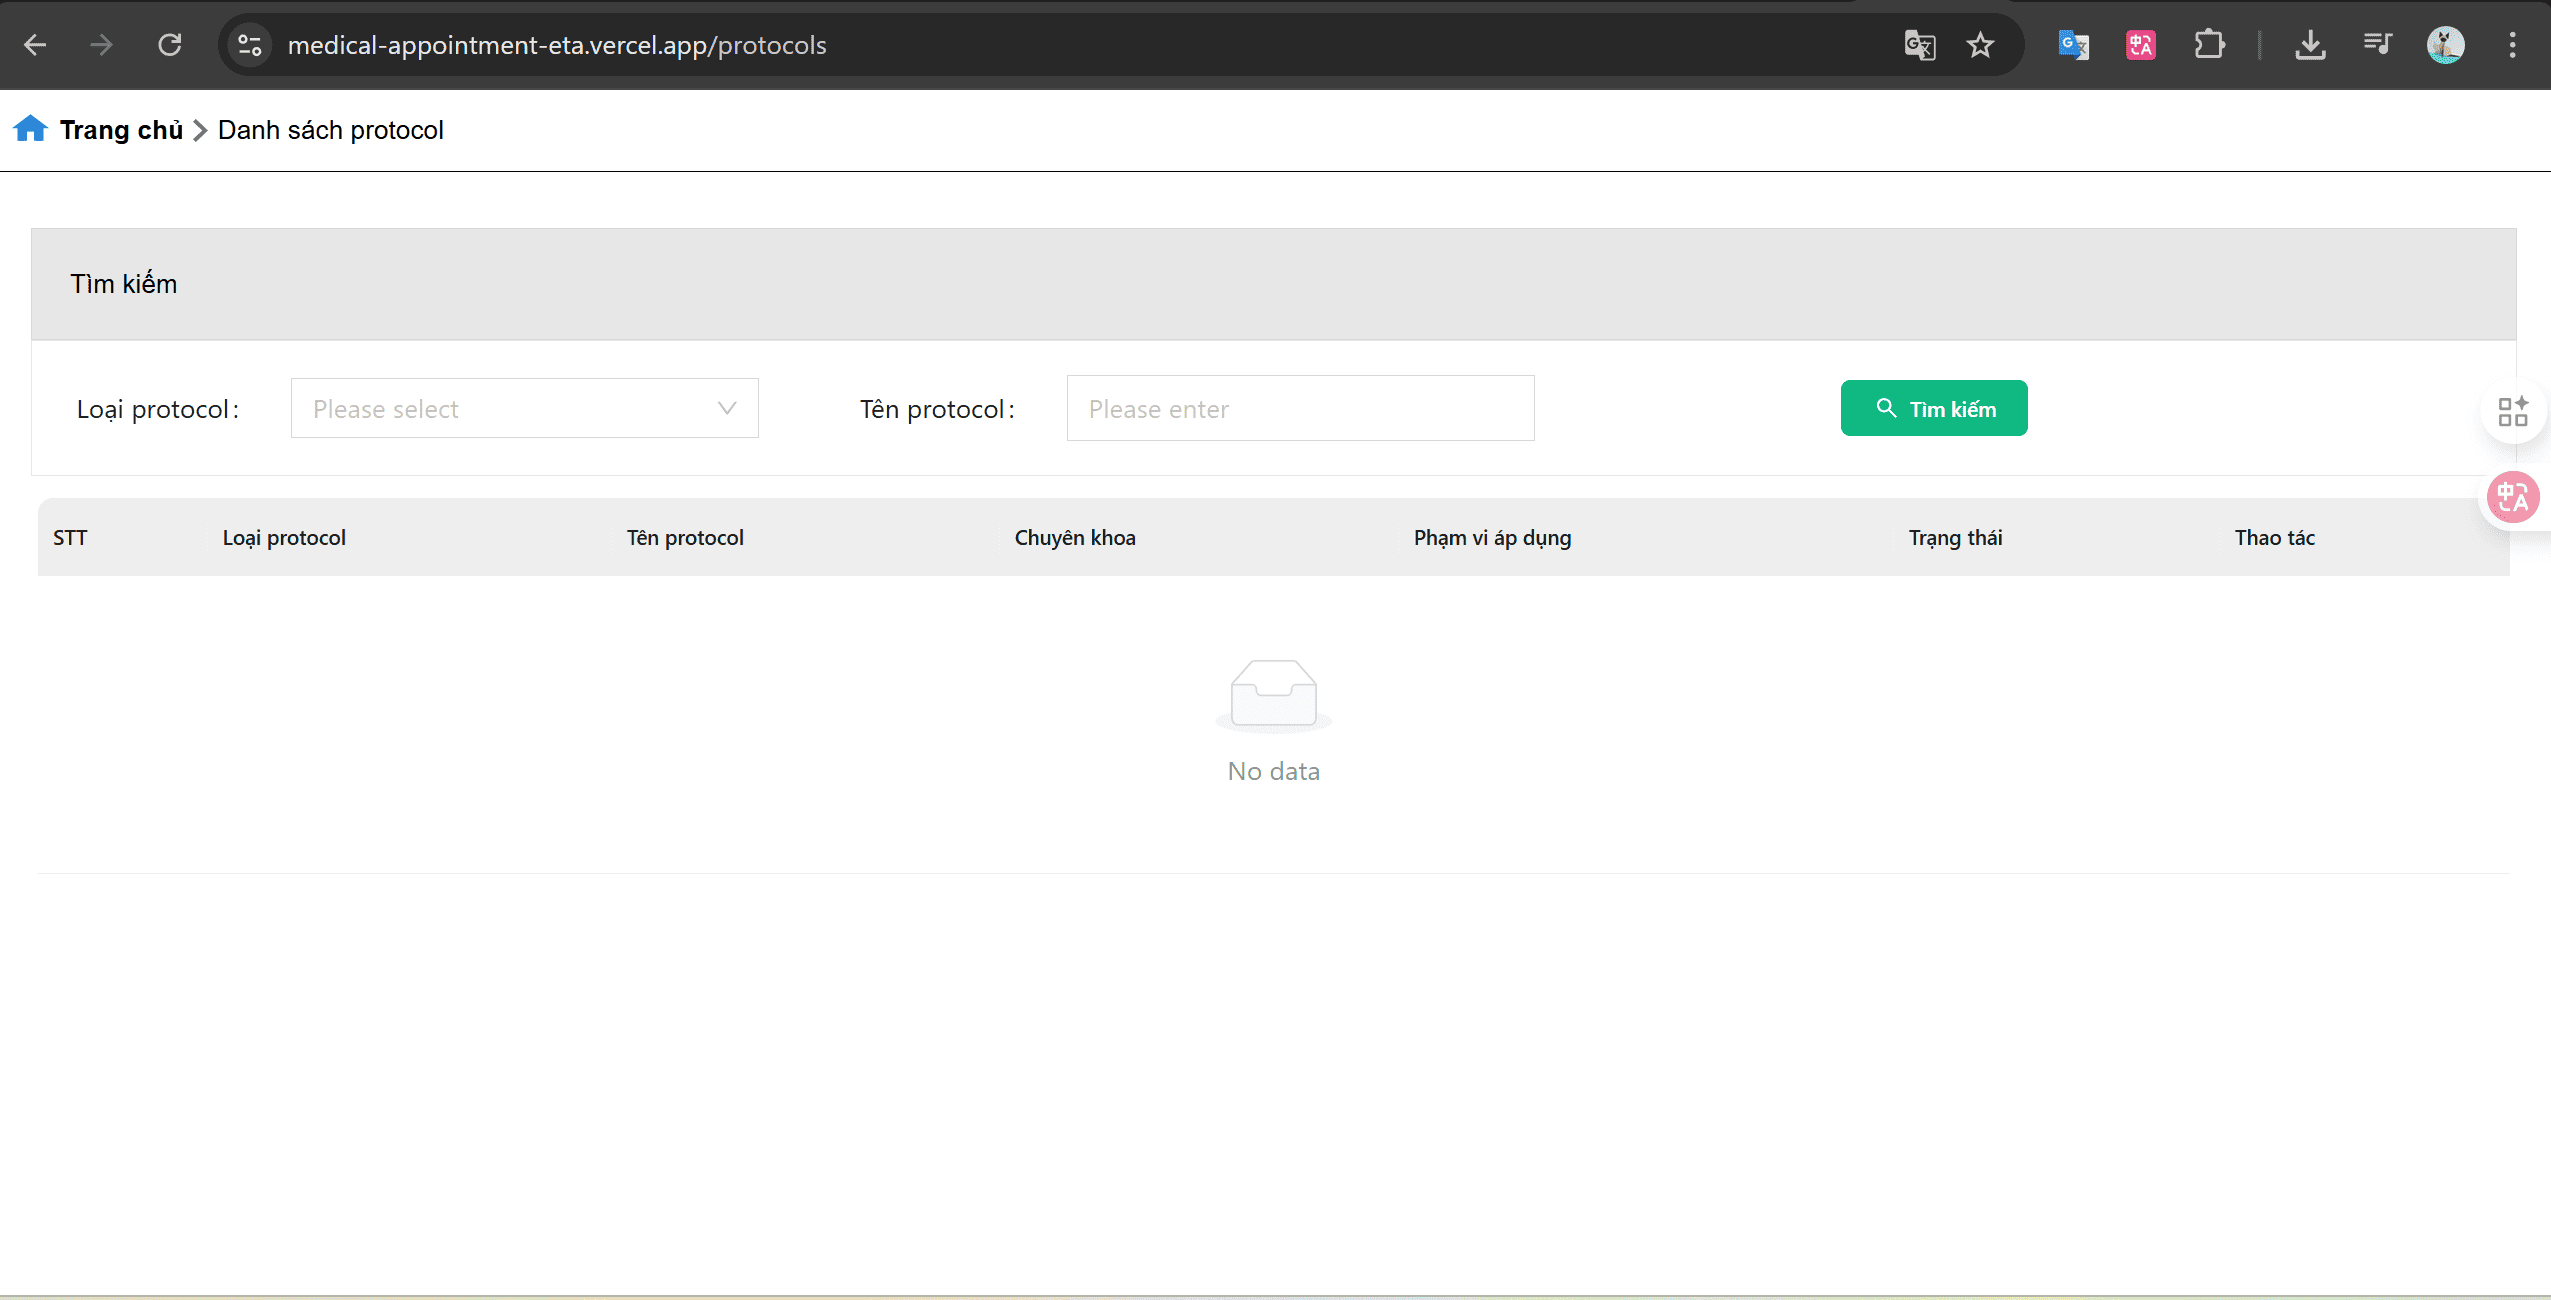 medical-appointment-eta.vercel.app/protocols
Trang chủ > Danh sách protocol
Tìm kiếm
Loại protocol: Please select Tên protocol: Please enter Tìm kiếm
STT Loại protocol Tên protocol Chuyên khoa Phạm vi áp dụng Trạng thái Thao tác
No data